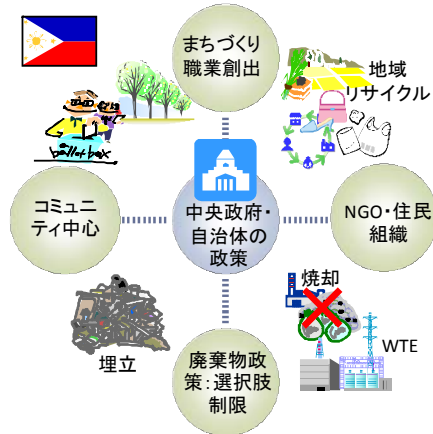 まちづくり
職業創出
地域
リサイクル
ballot box
コミュニ
ティ中心
中央政府・
自治体の
政策
NGO・住民
組織
焼却
埋立
WTE
廃棄物政
策：選択肢
制限